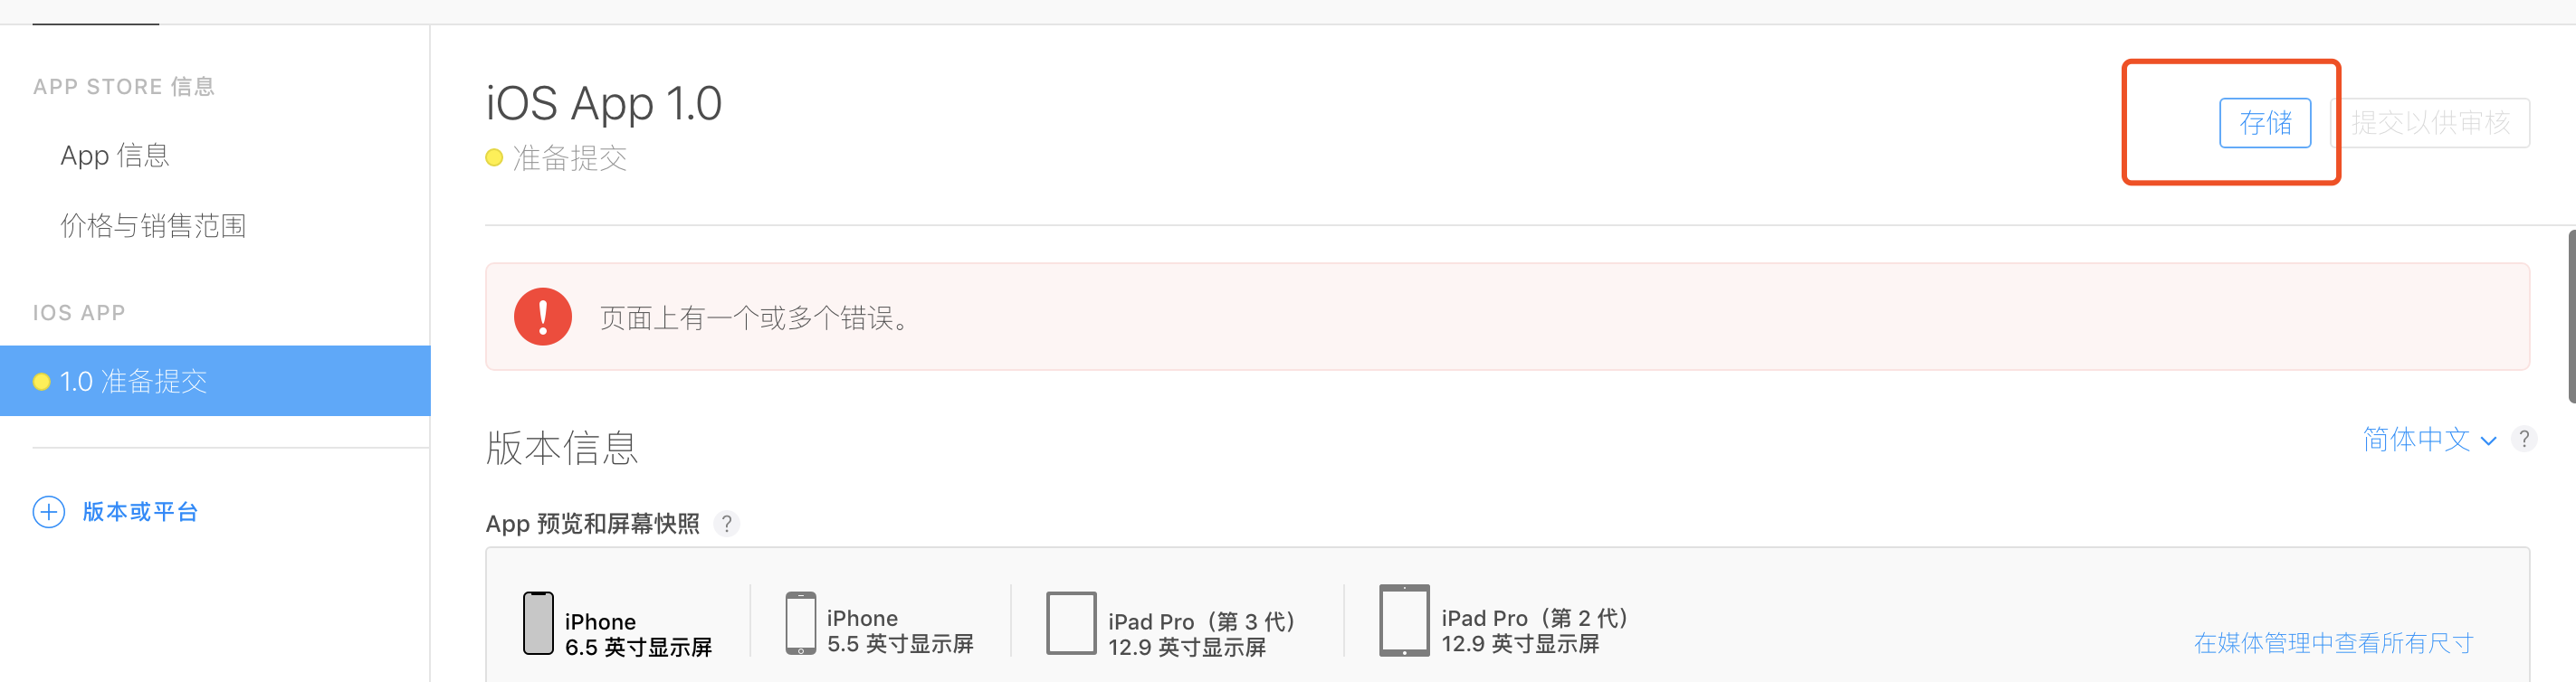 APP STORE 信息
App 信息
价格与销售范围
IOS APP
1.0 准备提交
版本或平台
iOS App 1.0
准备提交
存储
提交以供审核
页面上有一个或多个错误。
版本信息
简体中文
?
App 预览和屏幕快照 ?
iPhone
6.5 英寸显示屏
iPhone
5.5 英寸显示屏
iPad Pro（第 3 代）
12.9 英寸显示屏
iPad Pro（第 2 代）
12.9 英寸显示屏
在媒体管理中查看所有尺寸